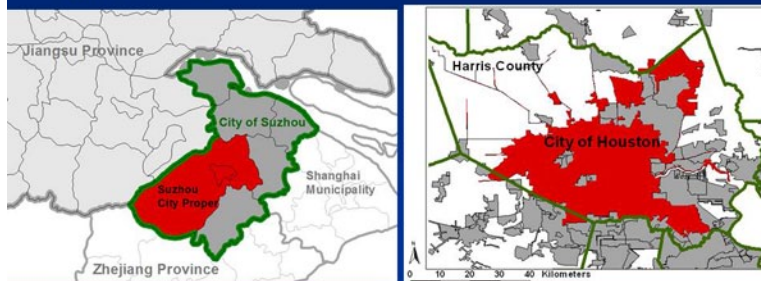 Jiangsu Province
City of Suzhou
Suzhou
City Proper
Shanghai
Municipality
Zhejiang Province
Harris County
City of Houston
N
0 10 20 30 40 Kilometers